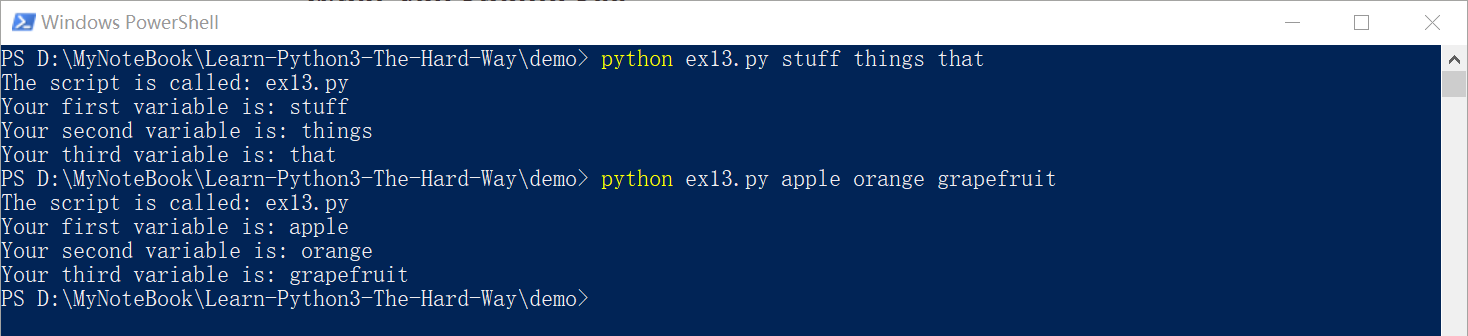 Windows PowerShell
PS D:\MyNoteBook\Learn-Python3-The-Hard-Way\demo> python ex13.py stuff things that
The script is called: ex13.py
Your first variable is: stuff
Your second variable is: things
Your third variable is: that
PS D:\MyNoteBook\Learn-Python3-The-Hard-Way\demo> python ex13.py apple orange grapefruit
The script is called: ex13.py
Your first variable is: apple
Your second variable is: orange
Your third variable is: grapefruit
PS D:\MyNoteBook\Learn-Python3-The-Hard-Way\demo>